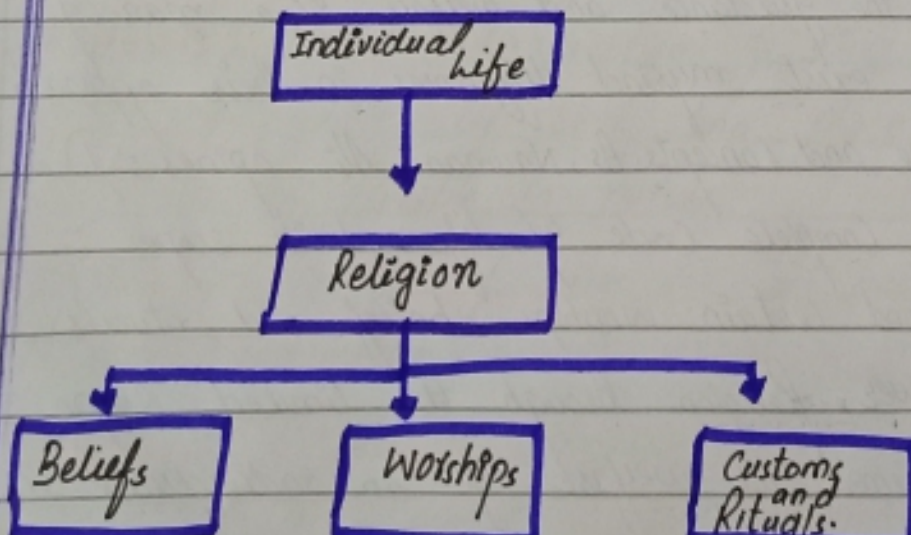 Individual
Life
Religion
Beliefs
Worships
Customs
and
Rituals.